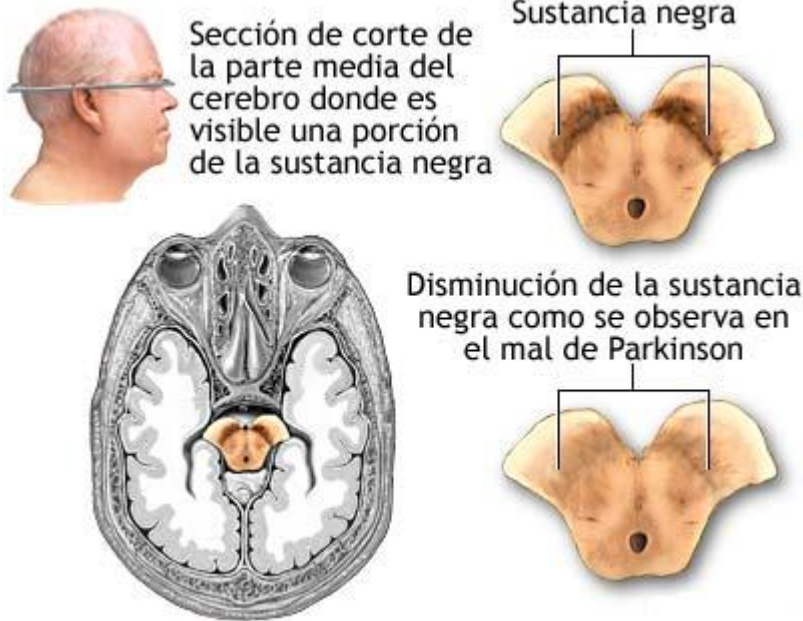 Sección de corte de
la parte media del
cerebro donde es
visible una porción
de la sustancia negra
Sustancia negra
Disminución de la sustancia
negra como se observa en
el mal de Parkinson